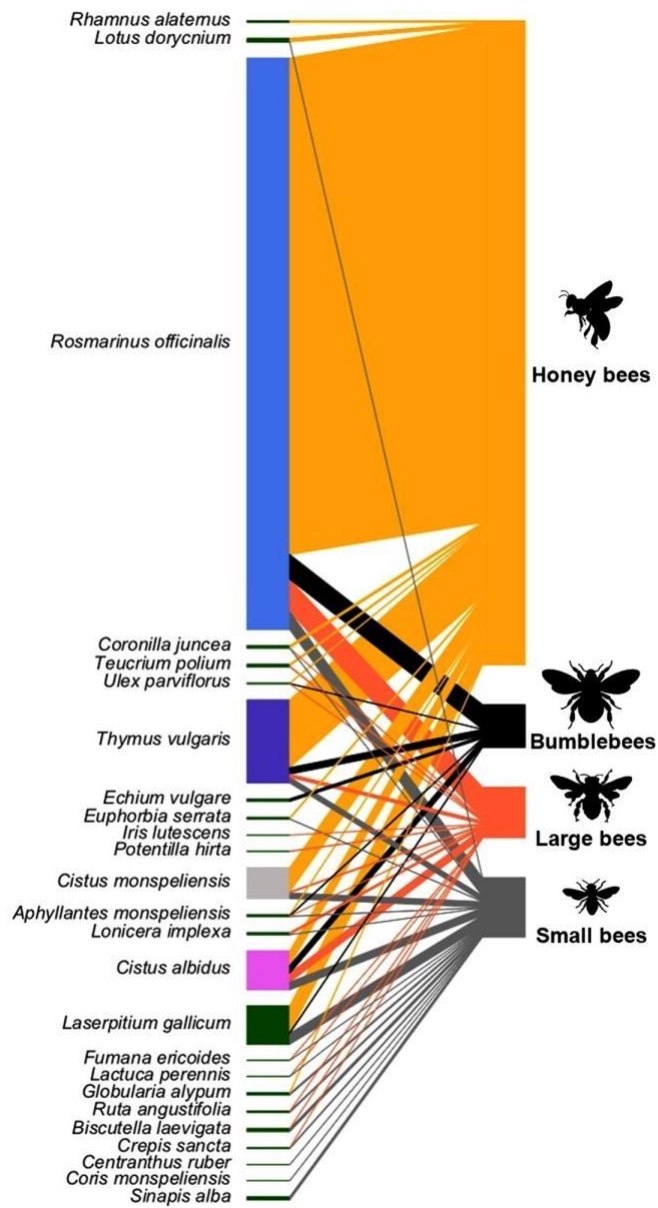 Rhamnus alaternus
Lotus dorycnium
Rosmarinus officinalis
Honey bees
Coronilla juncea
Teucrium polium
Ulex parviflorus
Thymus vulgaris
Bumblebees
Echium vulgare
Euphorbia serrata
Iris lutescens
Large bees
Potentilla hirta
Cistus monspeliensis
Aphyllantes monspeliensis
Lonicera implexa
Small bees
Cistus albidus
Laserpitium gallicum
Fumana ericoides
Lactuca perennis
Globularia alypum
Ruta angustifolia
Biscutella laevigata
Crepis sancta
Centranthus ruber
Coris monspeliensis
Sinapis alba